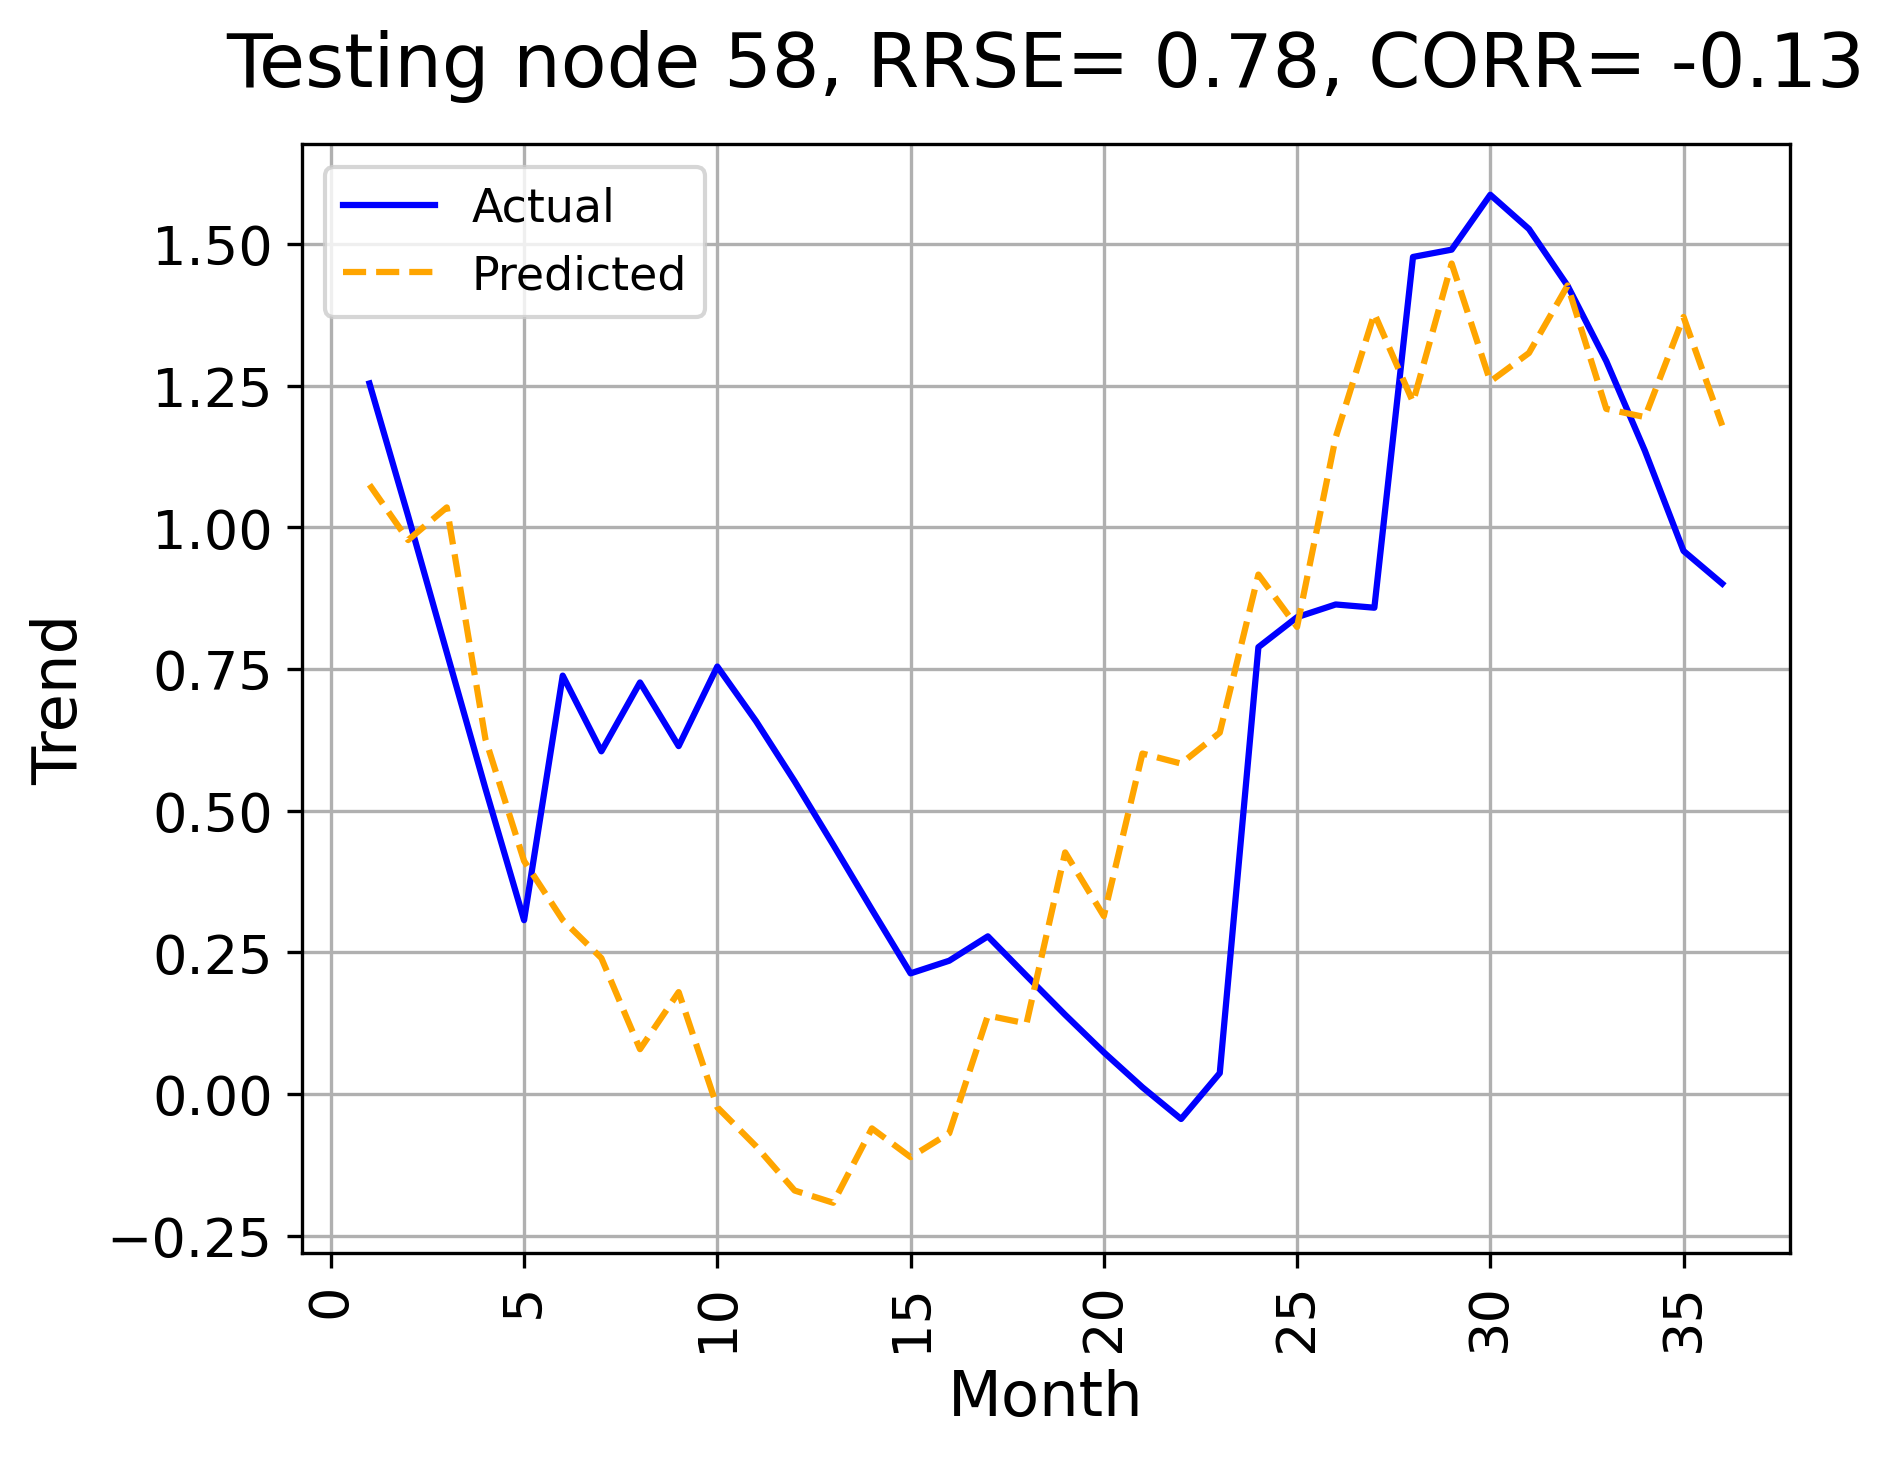 Testing node 58, RRSE= 0.78, CORR= -0.13
Actual
Predicted
Trend
1.50
1.25
1.00
0.75
0.50
0.25
0.00
−0.25
0 5 10 15 20 25 30 35
Month